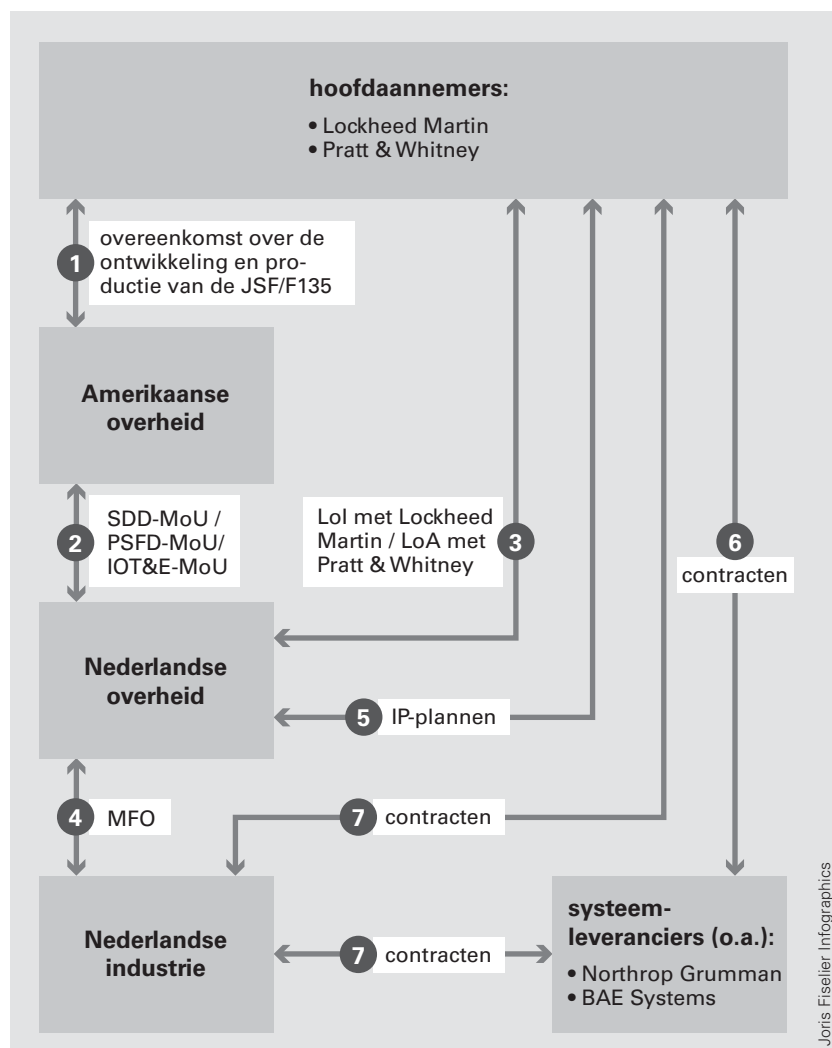 hoofdaannemers:
• Lockheed Martin
• Pratt & Whitney
1
overeenkomst over de
ontwikkeling en pro-
ductie van de JSF/F135
Amerikaanse
overheid
2
SDD-MoU /
PSFD-MoU/
IOT&E-MoU
LoI met Lockheed
Martin / LoA met
Pratt & Whitney
3
6
contracten
Nederlandse
overheid
5 IP-plannen
4 MFO
7 contracten
Nederlandse
industrie
7 contracten
systeem-
leveranciers (o.a.):
• Northrop Grumman
• BAE Systems
Joris Fiselier Infographics